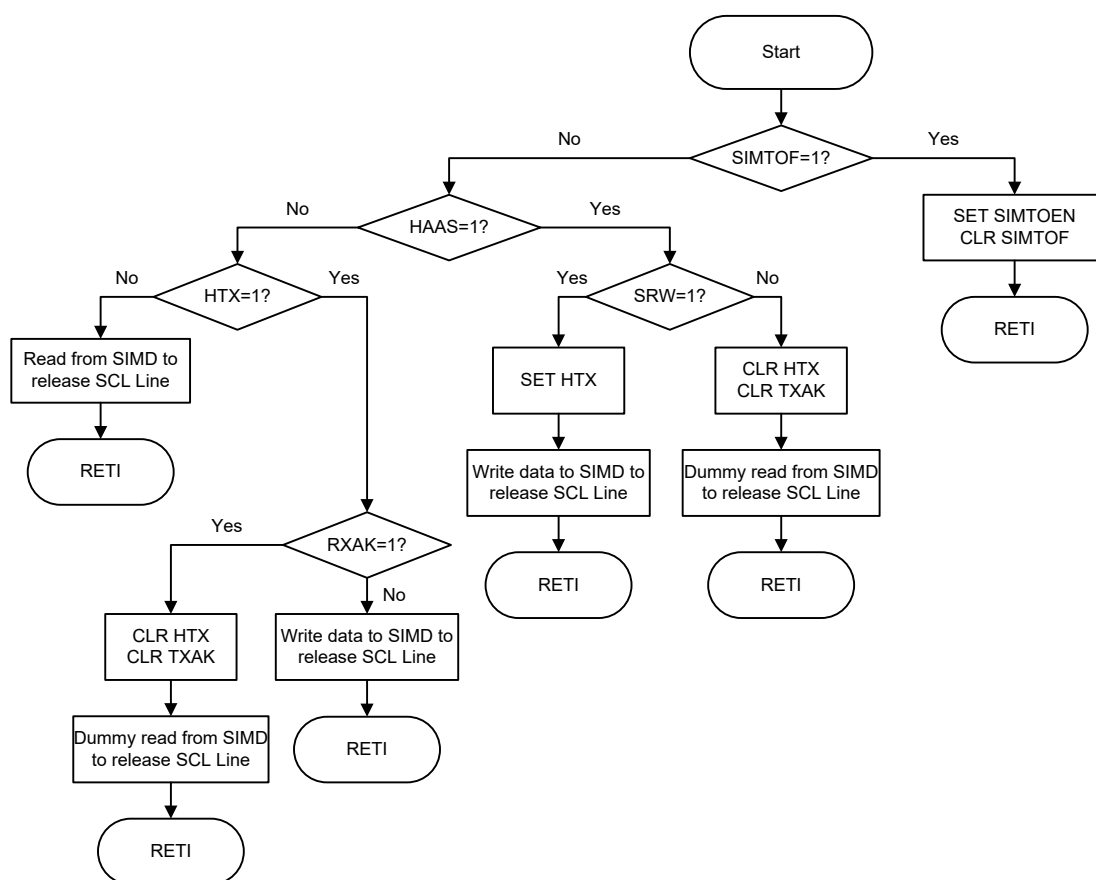 Start
No
SIMTOF=1?
Yes
No
HAAS=1?
Yes
SET SIMTOEN
CLR SIMTOF
No
HTX=1?
Yes
Yes
SRW=1?
No
RETI
Read from SIMD to
release SCL Line
SET HTX
CLR HTX
CLR TXAK
RETI
Write data to SIMD to
release SCL Line
Dummy read from SIMD
to release SCL Line
Yes
RXAK=1?
No
RETI
RETI
CLR HTX
CLR TXAK
Write data to SIMD to
release SCL Line
Dummy read from SIMD
to release SCL Line
RETI
RETI